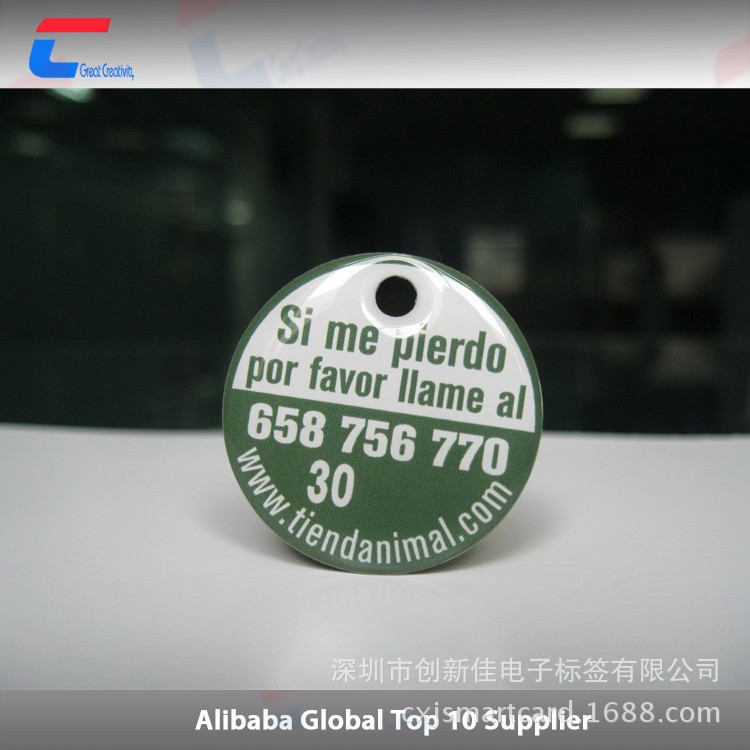 Great Creativity
Si me pierdo
por favor llame al
658 756 770
30
www.tiendanimal.com
深圳市创新佳电子标签有限公司
cxjsmartcard.1688.com
Alibaba Global Top 10 Supplier